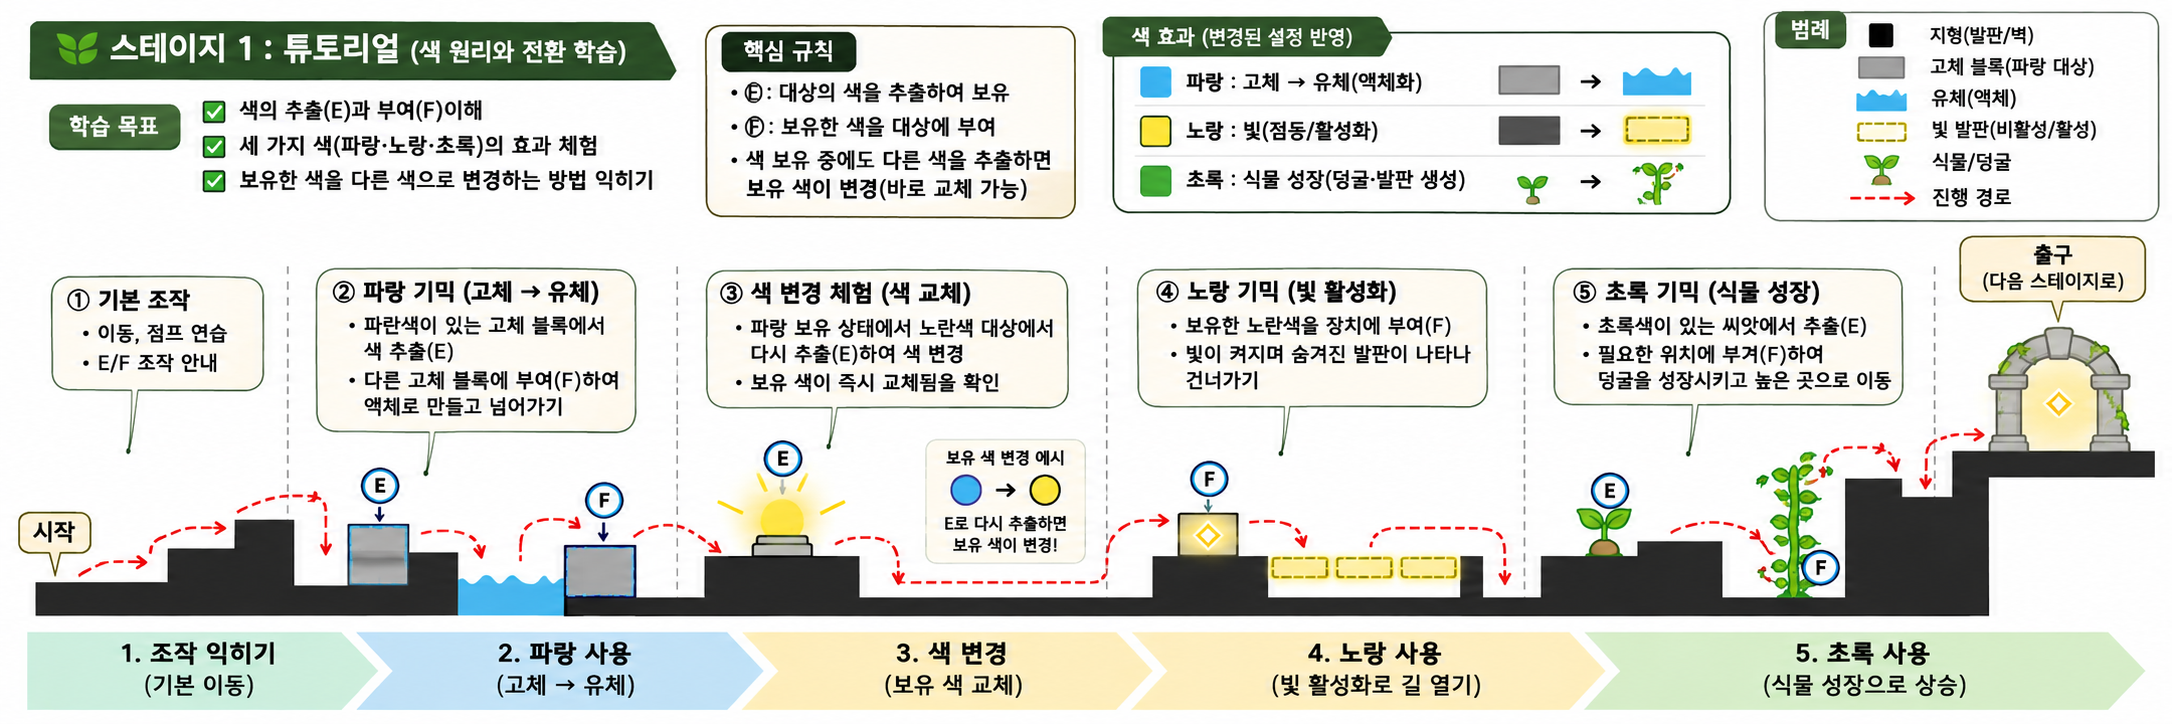 스테이지 1 : 튜토리얼 (색 원리와 전환 학습)
학습 목표
색의 추출(E)과 부여(F)이해
세 가지 색(파랑·노랑·초록)의 효과 체험
보유한 색을 다른 색으로 변경하는 방법 익히기
핵심 규칙
• Ⓔ : 대상의 색을 추출하여 보유
• Ⓕ : 보유한 색을 대상에 부여
• 색 보유 중에도 다른 색을 추출하면
보유 색이 변경(바로 교체 가능)
색 효과 (변경된 설정 반영)
파랑 : 고체 → 유체(액체화)
→
노랑 : 빛(점등/활성화)
→
초록 : 식물 성장(덩굴·발판 생성)
→
범례
지형(발판/벽)
고체 블록(파랑 대상)
유체(액체)
빛 발판(비활성/활성)
식물/덩굴
진행 경로
① 기본 조작
• 이동, 점프 연습
• E/F 조작 안내
② 파랑 기믹 (고체 → 유체)
• 파란색이 있는 고체 블록에서
색 추출(E)
• 다른 고체 블록에 부여(F)하여
액체로 만들고 넘어가기
③ 색 변경 체험 (색 교체)
• 파랑 보유 상태에서 노란색 대상에서
다시 추출(E)하여 색 변경
• 보유 색이 즉시 교체됨을 확인
④ 노랑 기믹 (빛 활성화)
• 보유한 노란색을 장치에 부여(F)
• 빛이 켜지며 숨겨진 발판이 나타나
건너가기
⑤ 초록 기믹 (식물 성장)
• 초록색이 있는 씨앗에서 추출(E)
• 필요한 위치에 부겨(F)하여
덩굴을 성장시키고 높은 곳으로 이동
출구
(다음 스테이지로)
시작
E
F
E
보유 색 변경 에시
→
E로 다시 추출하면
보유 색이 변경!
F
E
F
1. 조작 익히기
(기본 이동)
2. 파랑 사용
(고체 → 유체)
3. 색 변경
(보유 색 교체)
4. 노랑 사용
(빛 활성화로 길 열기)
5. 초록 사용
(식물 성장으로 상승)